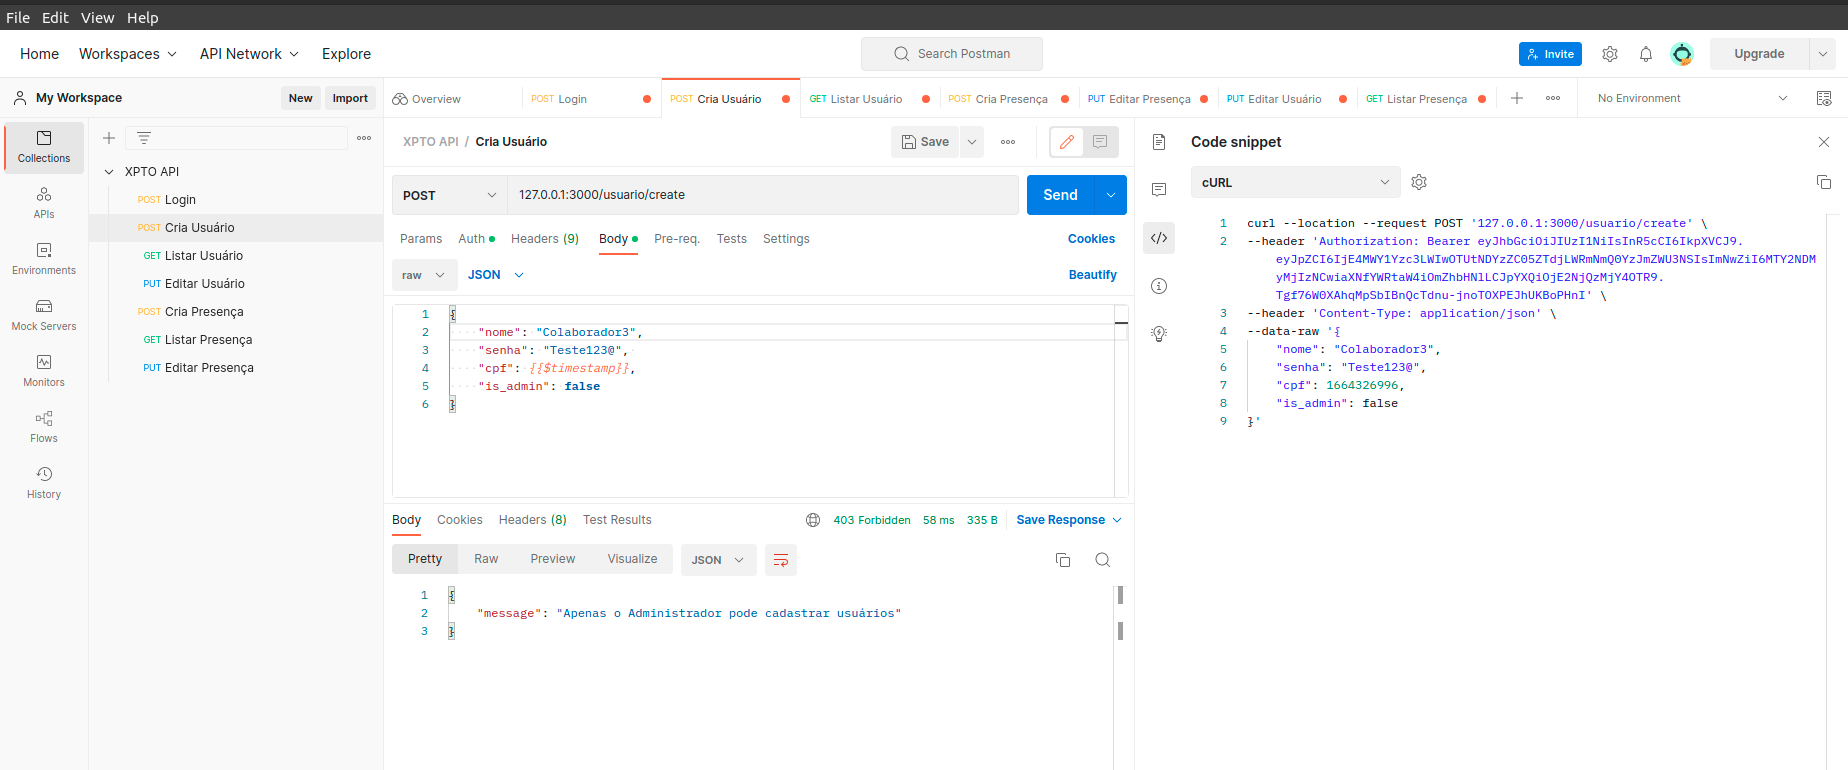 File Edit View Help
Home Workspaces API Network Explore
Search Postman
Invite
Upgrade
My Workspace
New
Import
Overview
POST Login
POST Cria Usuário
GET Listar Usuário
POST Cria Presença
PUT Editar Presença
PUT Editar Usuário
GET Listar Presença
No Environment
Collections
APIs
Environments
Mock Servers
Monitors
Flows
History
XPTO API
POST Login
POST Cria Usuário
GET Listar Usuário
PUT Editar Usuário
POST Cria Presença
GET Listar Presença
PUT Editar Presença
XPTO API / Cria Usuário
Save
POST
127.0.0.1:3000/usuario/create
Send
Params Auth Headers (9) Body Pre-req. Tests Settings
Cookies
raw
JSON
Beautify
1 {
2 "nome": "Colaborador3",
3 "senha": "Teste123@",
4 "cpf": {{$timestamp}},
5 "is_admin": false
6 }
Body Cookies Headers (8) Test Results
403 Forbidden 58 ms 335 B
Save Response
Pretty Raw Preview Visualize
JSON
1 {
2 "message": "Apenas o Administrador pode cadastrar usuários"
3 }
Code snippet
cURL
1 curl --location --request POST '127.0.0.1:3000/usuario/create' \
2 --header 'Authorization: Bearer eyJhbGciOiJIUzI1NiIsInR5cCI6IkpXVCJ9.
eyJpZCI6IjE4MWY1Yzc3LWIwOTUtNDYzZC05ZTdjLWRmNmQ0YzJmZWU3NSIsImNwZiI6MTY2NDM
yMjIzNCwiaXNfYWRtaW4iOmZhbHNlLCJpYXQiOjE2NjQzMjY4OTR9.
Tgf76W0XAhqMpSbIBnQcTdnu-jnoTOXPEJhUKBoPHnI' \
3 --header 'Content-Type: application/json' \
4 --data-raw '{
5 "nome": "Colaborador3",
6 "senha": "Teste123@",
7 "cpf": 1664326996,
8 "is_admin": false
9 }'